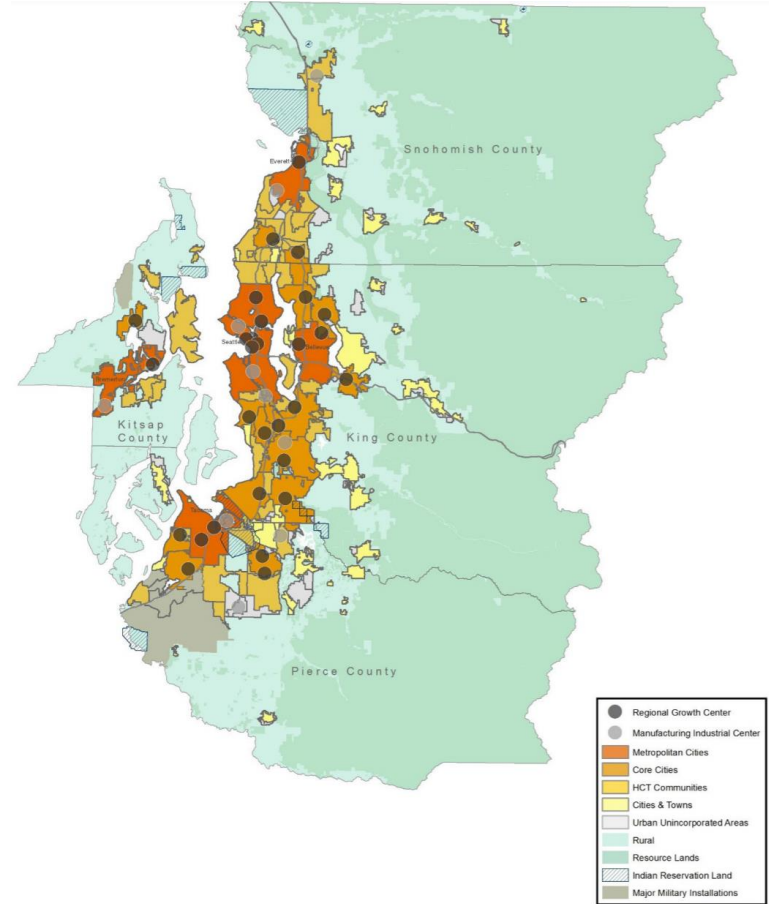 Snohomish County
Everett
Seattle
Bellevue
Bremerton
Kitsap
County
King County
Pierce County
Regional Growth Center
Manufacturing Industrial Center
Metropolitan Cities
Core Cities
HCT Communities
Cities & Towns
Urban Unincorporated Areas
Rural
Resource Lands
Indian Reservation Land
Major Military Installations